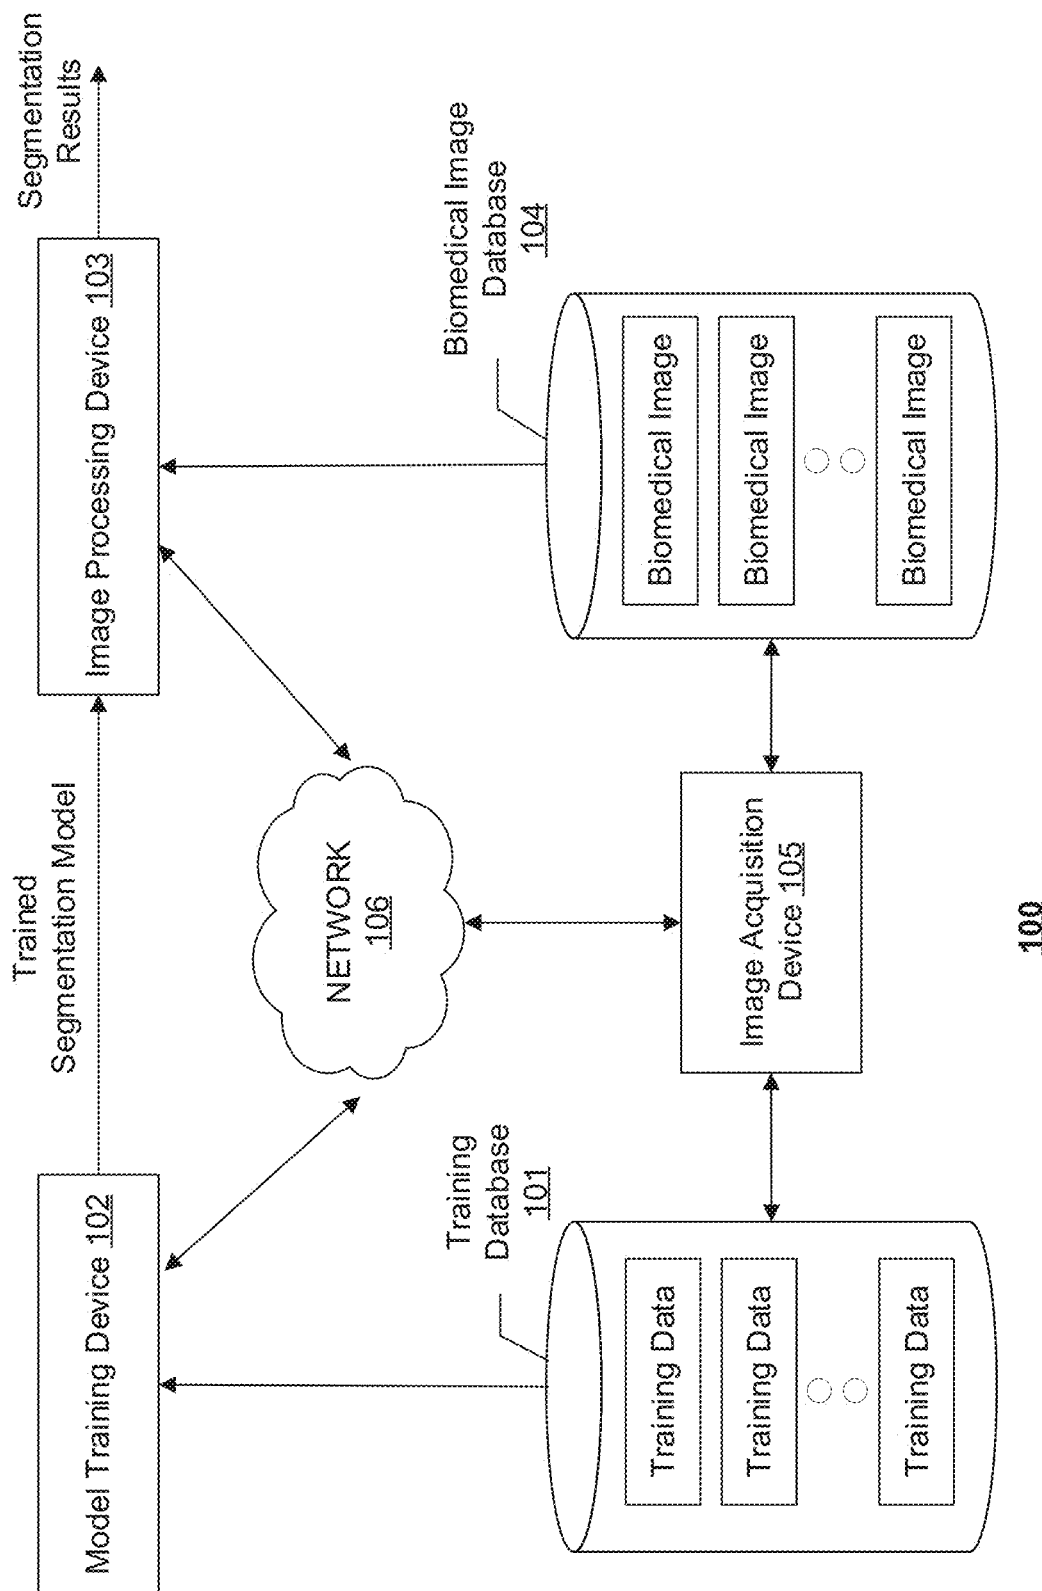 Trained
Segmentation Model
Segmentation
Results
Model Training Device 102
Image Processing Device 103
NETWORK
106
Training
Database
101
Biomedical Image
Database
104
Training Data
Training Data
Training Data
Image Acquisition
Device 105
Biomedical Image
Biomedical Image
Biomedical Image
100